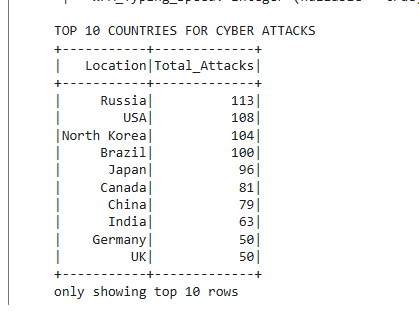 TOP 10 COUNTRIES FOR CYBER ATTACKS
+-----------+-------------+
|   Location|Total_Attacks|
+-----------+-------------+
|     Russia|          113|
|        USA|          108|
|North Korea|          104|
|     Brazil|          100|
|      Japan|           96|
|     Canada|           81|
|      China|           79|
|      India|           63|
|    Germany|           50|
|         UK|           50|
+-----------+-------------+
only showing top 10 rows